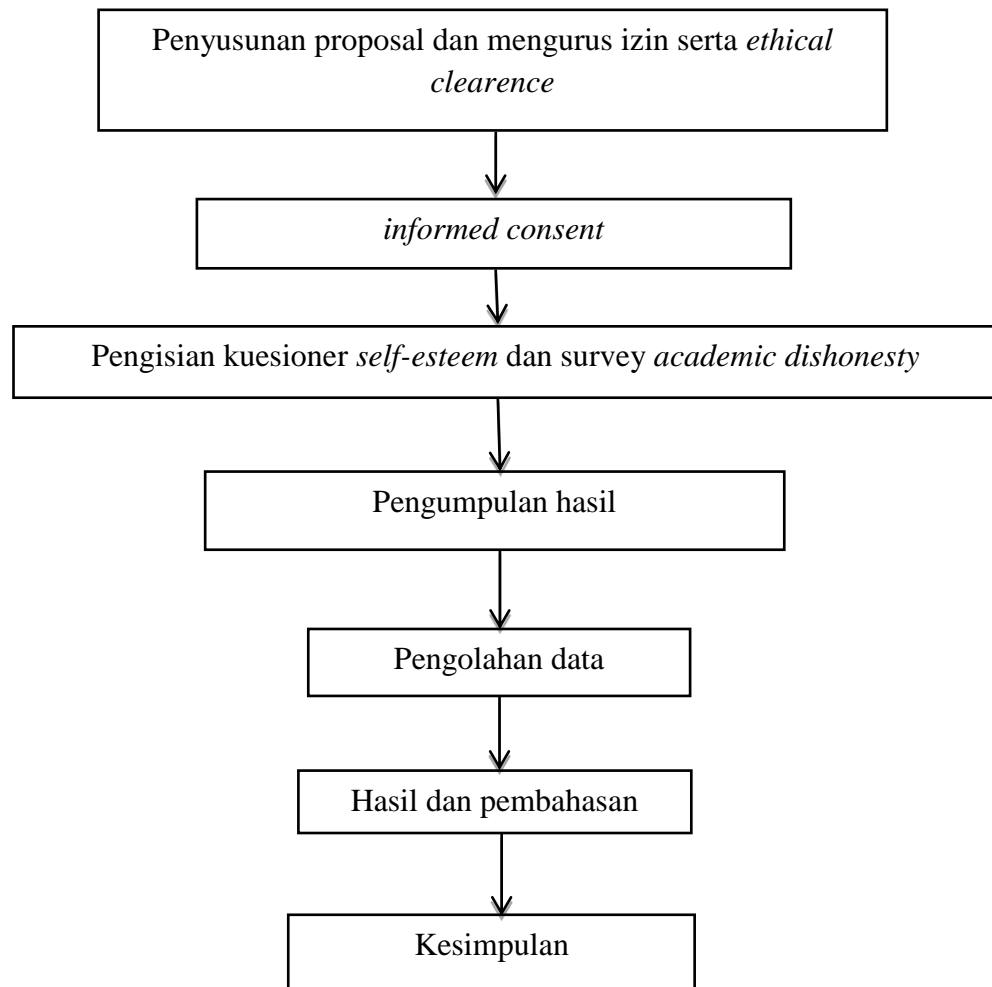 Penyusunan proposal dan mengurus izin serta ethical
clearence
informed consent
Pengisian kuesioner self-esteem dan survey academic dishonesty
Pengumpulan hasil
Pengolahan data
Hasil dan pembahasan
Kesimpulan